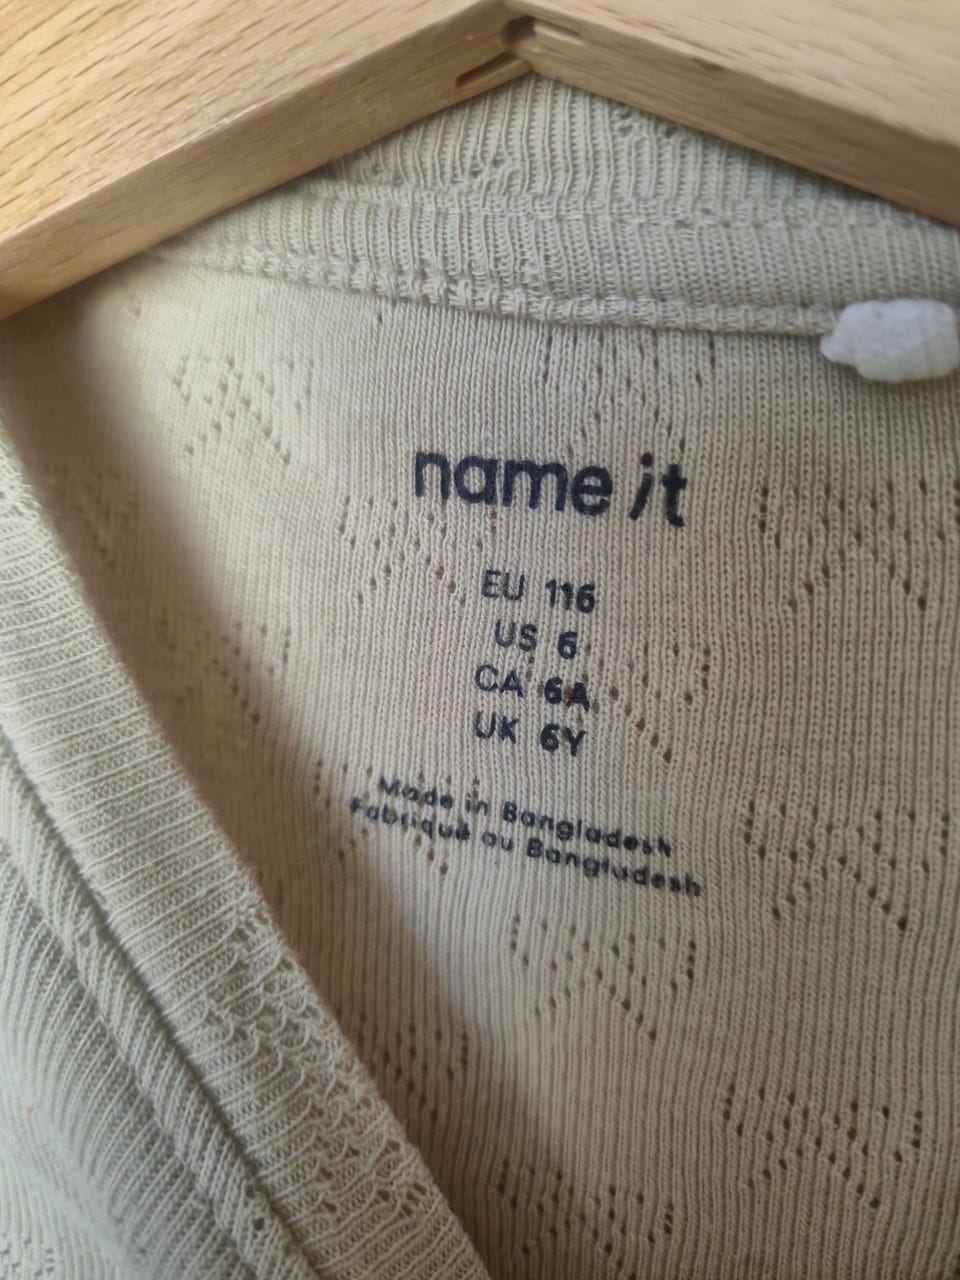 name it
EU 116
US 6
CA 6A
UK 6Y
Made in Bangladesh
Fabriqué au Bangladesh